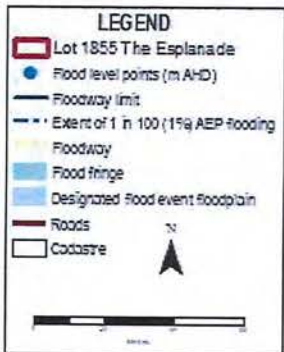 LEGEND
Lot 1855 The Esplanade
Flood level points (m AHD)
Floodway limit
Extent of 1 in 100 (1%) AEP flooding
Floodway
Flood fringe
Designated flood event floodplain
Roads
Cadastre
N